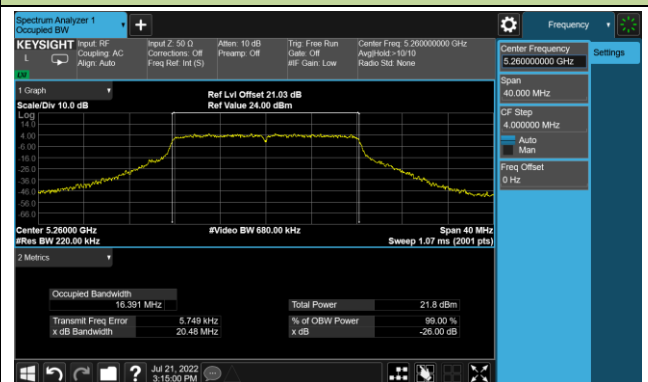 Spectrum Analyzer 1
Occupied BW
+
Frequency
KEYSIGHT
L
Input: RF
Coupling: AC
Align: Auto
Input Z: 50 Ω
Corrections: Off
Freq Ref: Int (S)
Atten: 10 dB
Preamp: Off
Trig: Free Run
Gate: Off
#IF Gain: Low
Center Freq: 5.260000000 GHz
Avg|Hold:>10/10
Radio Std: None
Center Frequency
5.260000000 GHz
Settings
Span
40.000 MHz
CF Step
4.000000 MHz
Auto
Man
Freq Offset
0 Hz
1 Graph
Scale/Div 10.0 dB
Ref Lvl Offset 21.03 dB
Ref Value 24.00 dBm
Log
14.0
4.00
-6.00
-16.0
-26.0
-36.0
-46.0
-56.0
-66.0
Center 5.26000 GHz
#Video BW 680.00 kHz
Span 40 MHz
#Res BW 220.00 kHz
Sweep 1.07 ms (2001 pts)
2 Metrics
Occupied Bandwidth
16.391 MHz
Total Power 21.8 dBm
Transmit Freq Error 5.749 kHz
% of OBW Power 99.00 %
x dB Bandwidth 20.48 MHz
x dB -26.00 dB
?
Jul 21, 2022
3:15:00 PM